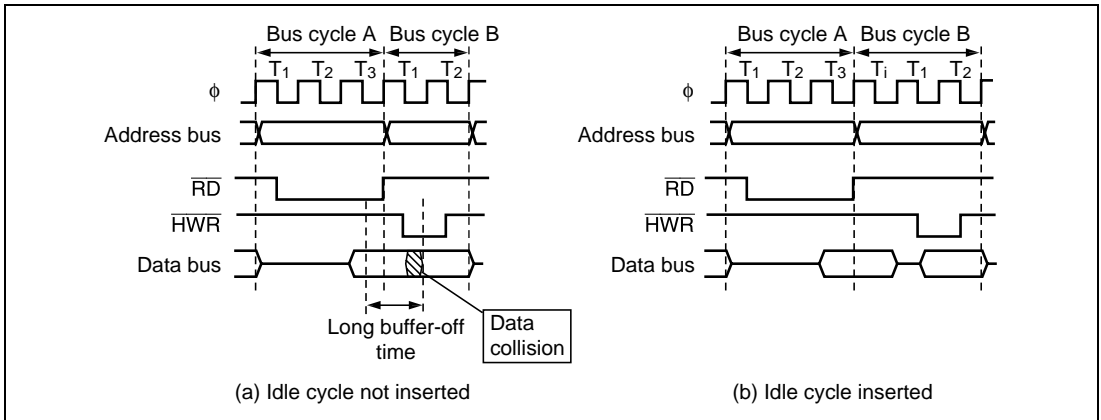 Bus cycle A Bus cycle B
T1 T2 T3 T1 T2
ϕ
Address bus
RD
HWR
Data bus
Long buffer-off
time
Data
collision
(a) Idle cycle not inserted
Bus cycle A Bus cycle B
T1 T2 T3 Ti T1 T2
ϕ
Address bus
RD
HWR
Data bus
(b) Idle cycle inserted